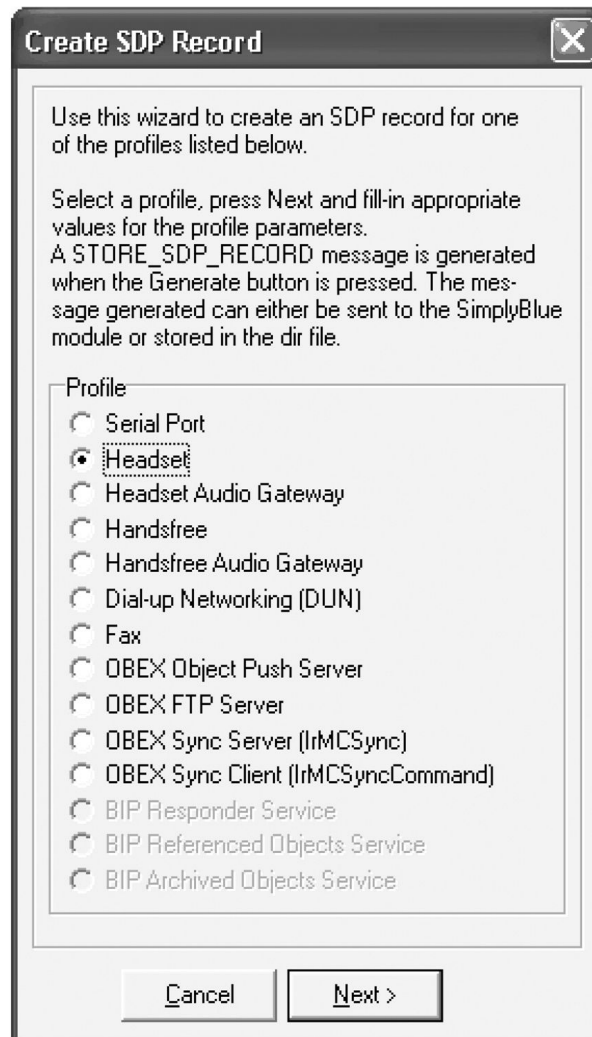 Create SDP Record
Use this wizard to create an SDP record for one
of the profiles listed below.
Select a profile, press Next and fill-in appropriate
values for the profile parameters.
A STORE_SDP_RECORD message is generated
when the Generate button is pressed. The mes-
sage generated can either be sent to the SimplyBlue
module or stored in the dir file.
Profile
Serial Port
Headset
Headset Audio Gateway
Handsfree
Handsfree Audio Gateway
Dial-up Networking (DUN)
Fax
OBEX Object Push Server
OBEX FTP Server
OBEX Sync Server (IrMCSync)
OBEX Sync Client (IrMCSyncCommand)
BIP Responder Service
BIP Referenced Objects Service
BIP Archived Objects Service
Cancel Next >